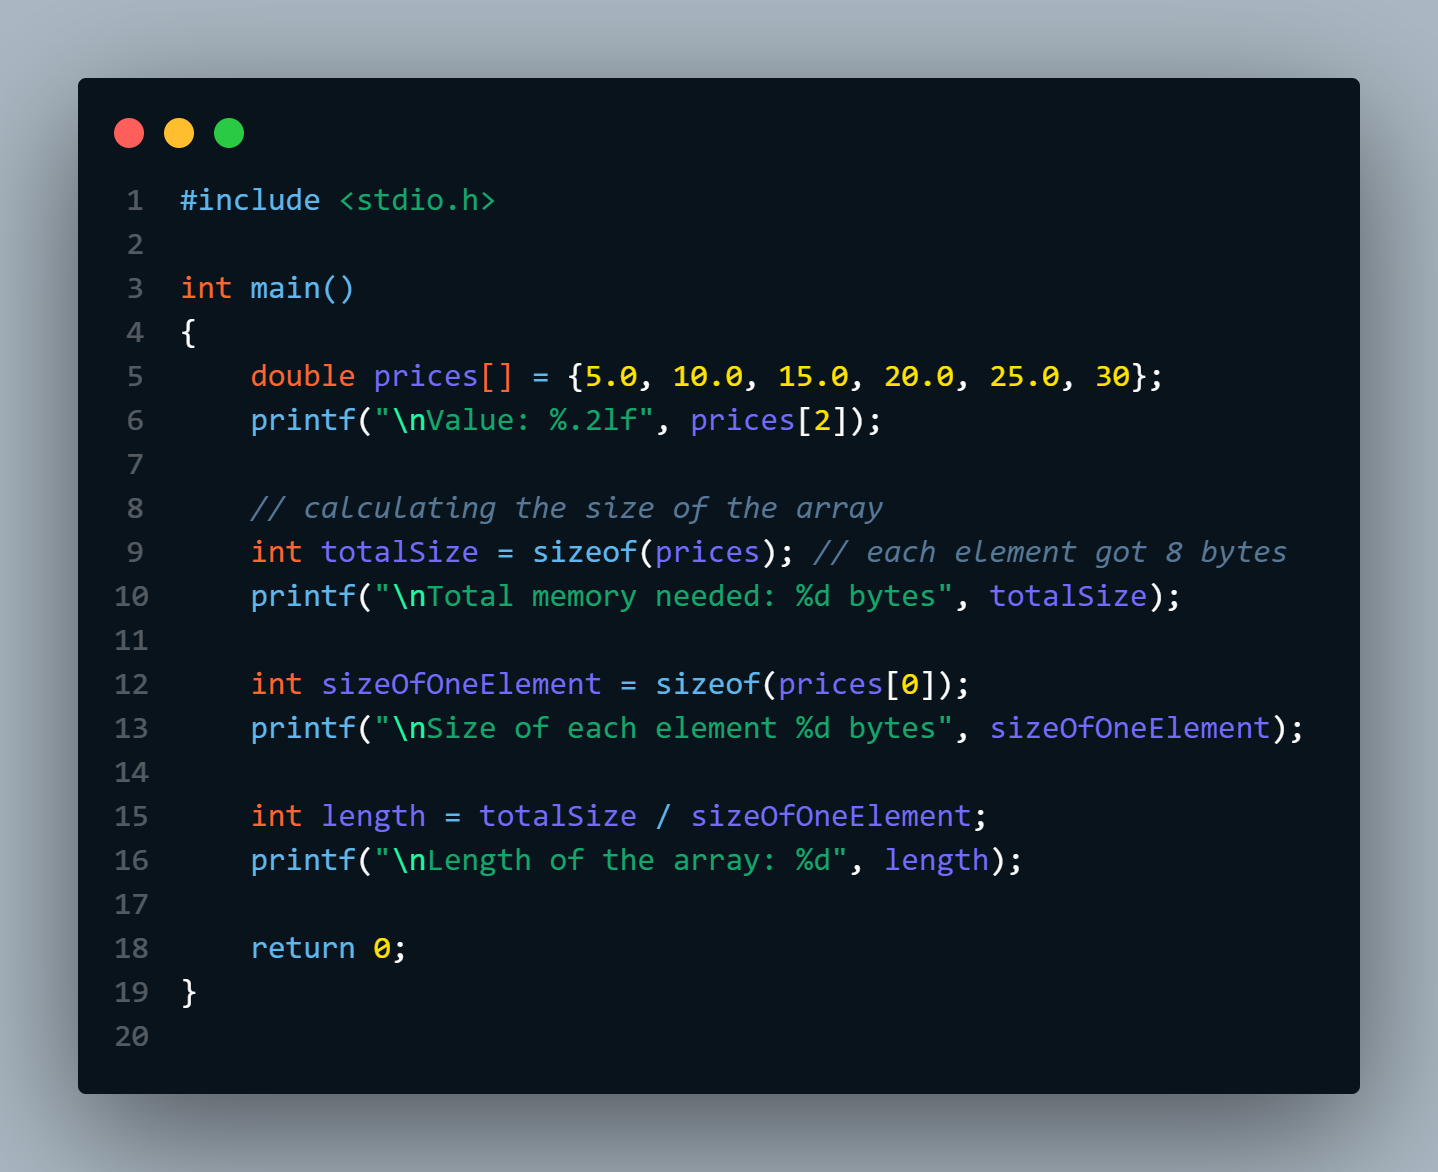 1 #include <stdio.h>
2
3 int main()
4 {
5     double prices[] = {5.0, 10.0, 15.0, 20.0, 25.0, 30};
6     printf("\nValue: %.2lf", prices[2]);
7
8     // calculating the size of the array
9     int totalSize = sizeof(prices); // each element got 8 bytes
10     printf("\nTotal memory needed: %d bytes", totalSize);
11
12     int sizeOfOneElement = sizeof(prices[0]);
13     printf("\nSize of each element %d bytes", sizeOfOneElement);
14
15     int length = totalSize / sizeOfOneElement;
16     printf("\nLength of the array: %d", length);
17
18     return 0;
19 }
20